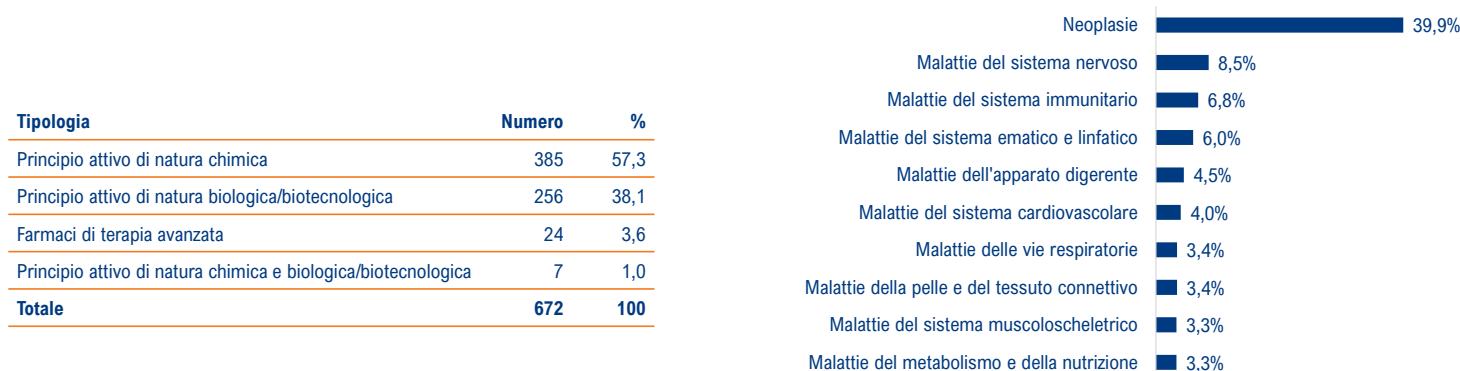 Tipologia Numero %
Principio attivo di natura chimica 385 57,3
Principio attivo di natura biologica/biotecnologica 256 38,1
Farmaci di terapia avanzata 24 3,6
Principio attivo di natura chimica e biologica/biotecnologica 7 1,0
Totale 672 100
Neoplasie 39,9%
Malattie del sistema nervoso 8,5%
Malattie del sistema immunitario 6,8%
Malattie del sistema ematico e linfatico 6,0%
Malattie dell'apparato digerente 4,5%
Malattie del sistema cardiovascolare 4,0%
Malattie delle vie respiratorie 3,4%
Malattie della pelle e del tessuto connettivo 3,4%
Malattie del sistema muscoloscheletrico 3,3%
Malattie del metabolismo e della nutrizione 3,3%